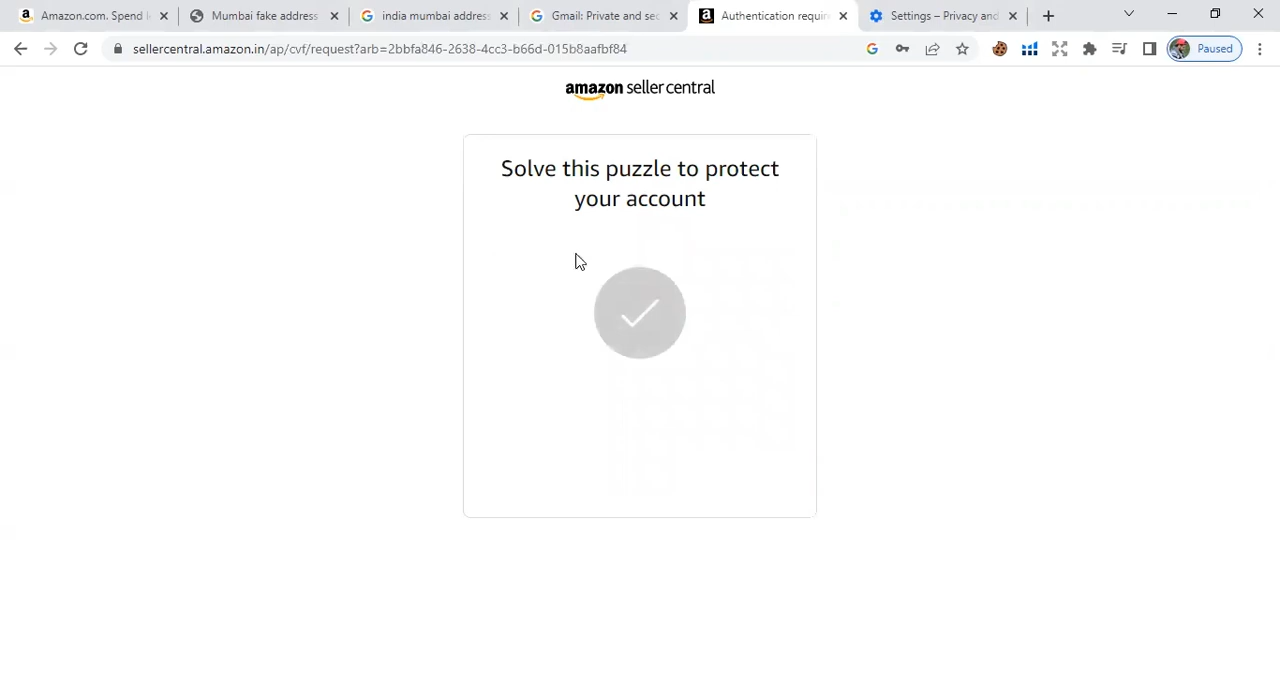 Amazon.com. Spend l
Mumbai fake address
india mumbai address
Gmail: Private and sec
Authentication requir
Settings – Privacy and
sellercentral.amazon.in/ap/cvf/request?arb=2bbfa846-2638-4cc3-b66d-015b8aafbf84
Paused
amazon seller central
Solve this puzzle to protect
your account